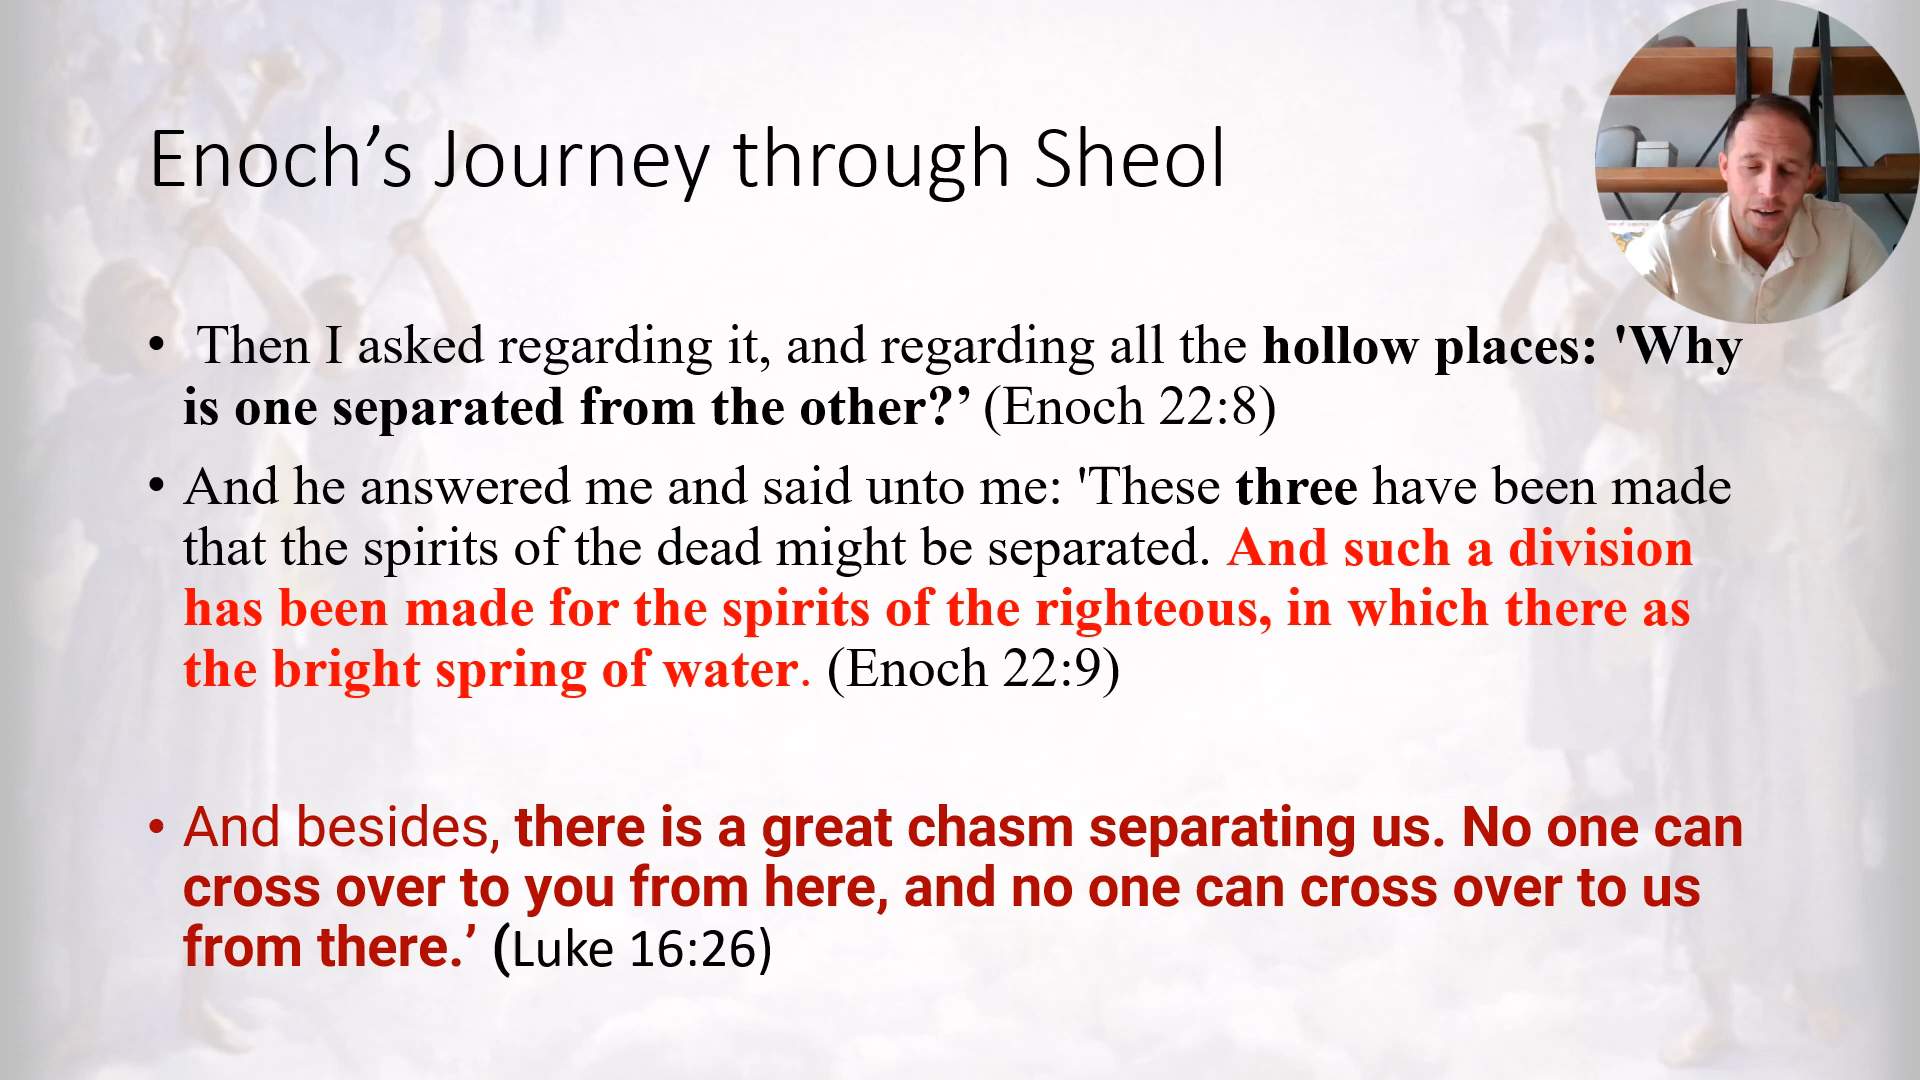 Enoch’s Journey through Sheol
• Then I asked regarding it, and regarding all the hollow places: 'Why
is one separated from the other?’ (Enoch 22:8)
• And he answered me and said unto me: 'These three have been made
that the spirits of the dead might be separated. And such a division
has been made for the spirits of the righteous, in which there as
the bright spring of water. (Enoch 22:9)
• And besides, there is a great chasm separating us. No one can
cross over to you from here, and no one can cross over to us
from there.’ (Luke 16:26)